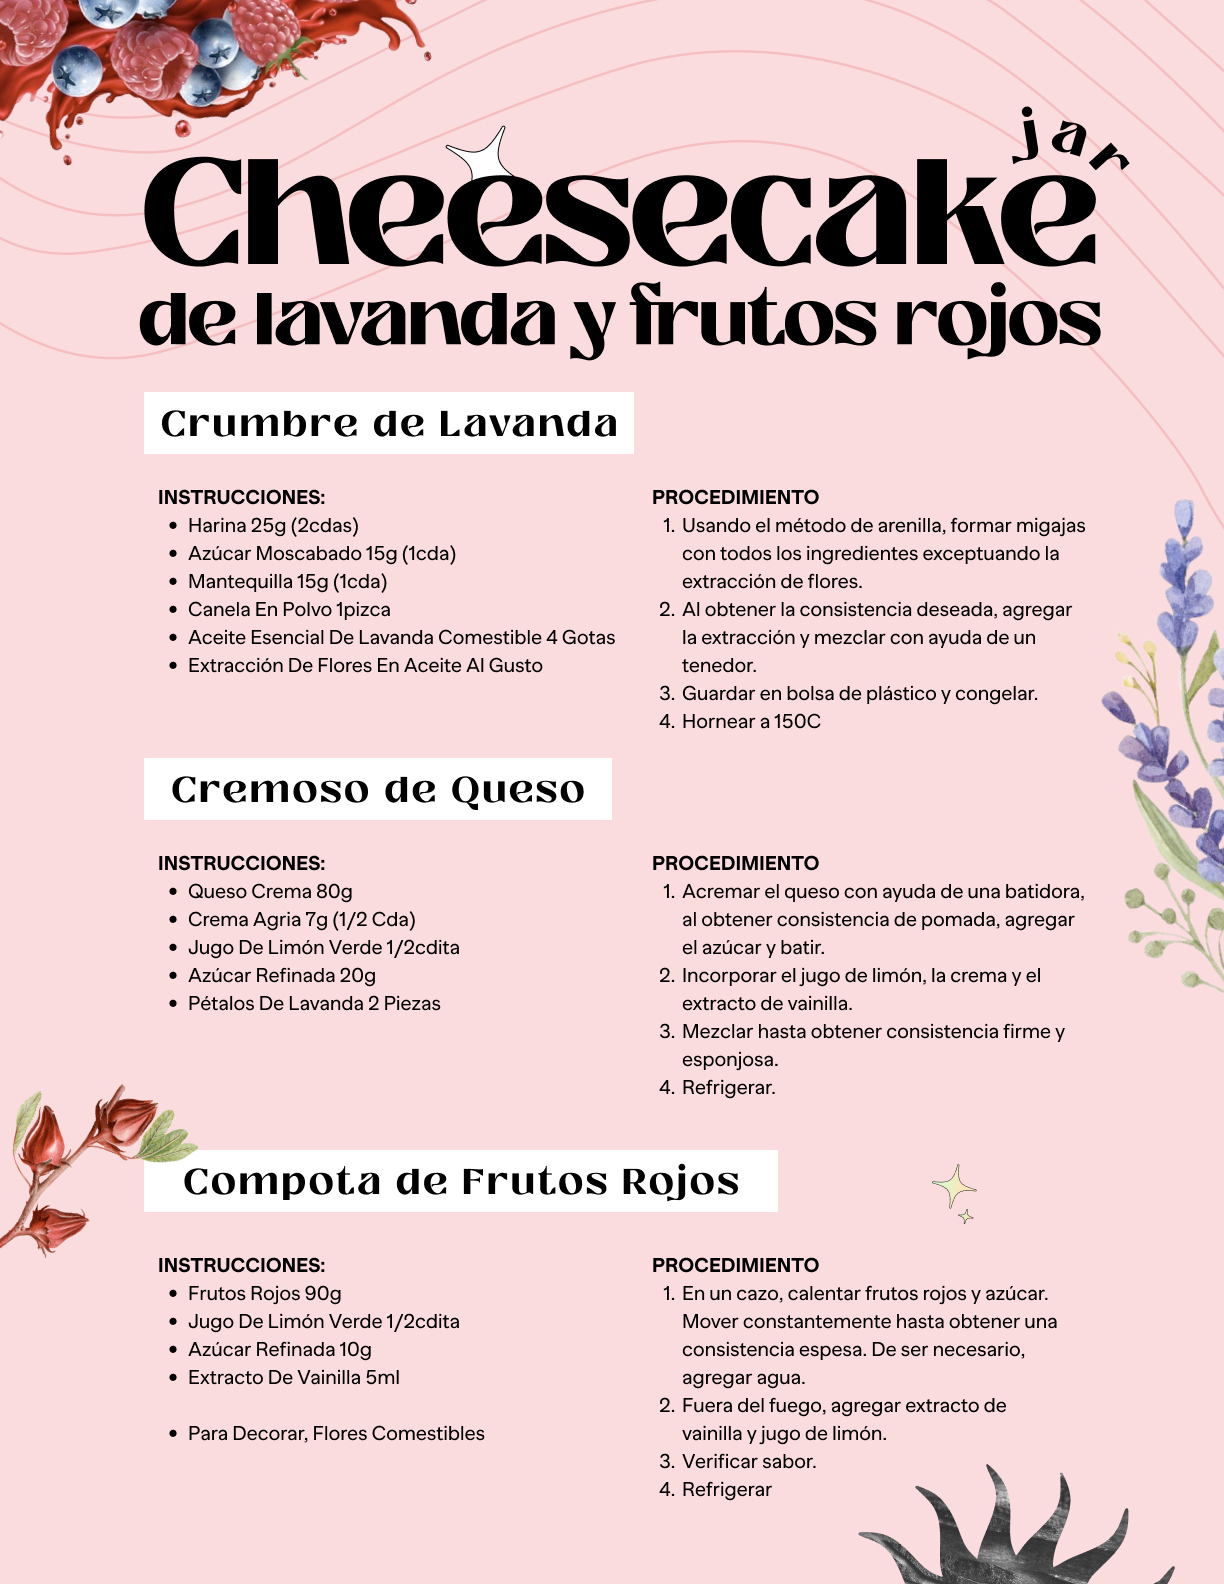 jar
Cheesecake
de lavanda y frutos rojos
Crumbre de Lavanda
INSTRUCCIONES:
• Harina 25g (2cdas)
• Azúcar Moscabado 15g (1cda)
• Mantequilla 15g (1cda)
• Canela En Polvo 1pizca
• Aceite Esencial De Lavanda Comestible 4 Gotas
• Extracción De Flores En Aceite Al Gusto
PROCEDIMIENTO
1. Usando el método de arenilla, formar migajas
con todos los ingredientes exceptuando la
extracción de flores.
2. Al obtener la consistencia deseada, agregar
la extracción y mezclar con ayuda de un
tenedor.
3. Guardar en bolsa de plástico y congelar.
4. Hornear a 150C
Cremoso de Queso
INSTRUCCIONES:
• Queso Crema 80g
• Crema Agria 7g (1/2 Cda)
• Jugo De Limón Verde 1/2cdita
• Azúcar Refinada 20g
• Pétalos De Lavanda 2 Piezas
PROCEDIMIENTO
1. Acremar el queso con ayuda de una batidora,
al obtener consistencia de pomada, agregar
el azúcar y batir.
2. Incorporar el jugo de limón, la crema y el
extracto de vainilla.
3. Mezclar hasta obtener consistencia firme y
esponjosa.
4. Refrigerar.
Compota de Frutos Rojos
INSTRUCCIONES:
• Frutos Rojos 90g
• Jugo De Limón Verde 1/2cdita
• Azúcar Refinada 10g
• Extracto De Vainilla 5ml
• Para Decorar, Flores Comestibles
PROCEDIMIENTO
1. En un cazo, calentar frutos rojos y azúcar.
Mover constantemente hasta obtener una
consistencia espesa. De ser necesario,
agregar agua.
2. Fuera del fuego, agregar extracto de
vainilla y jugo de limón.
3. Verificar sabor.
4. Refrigerar